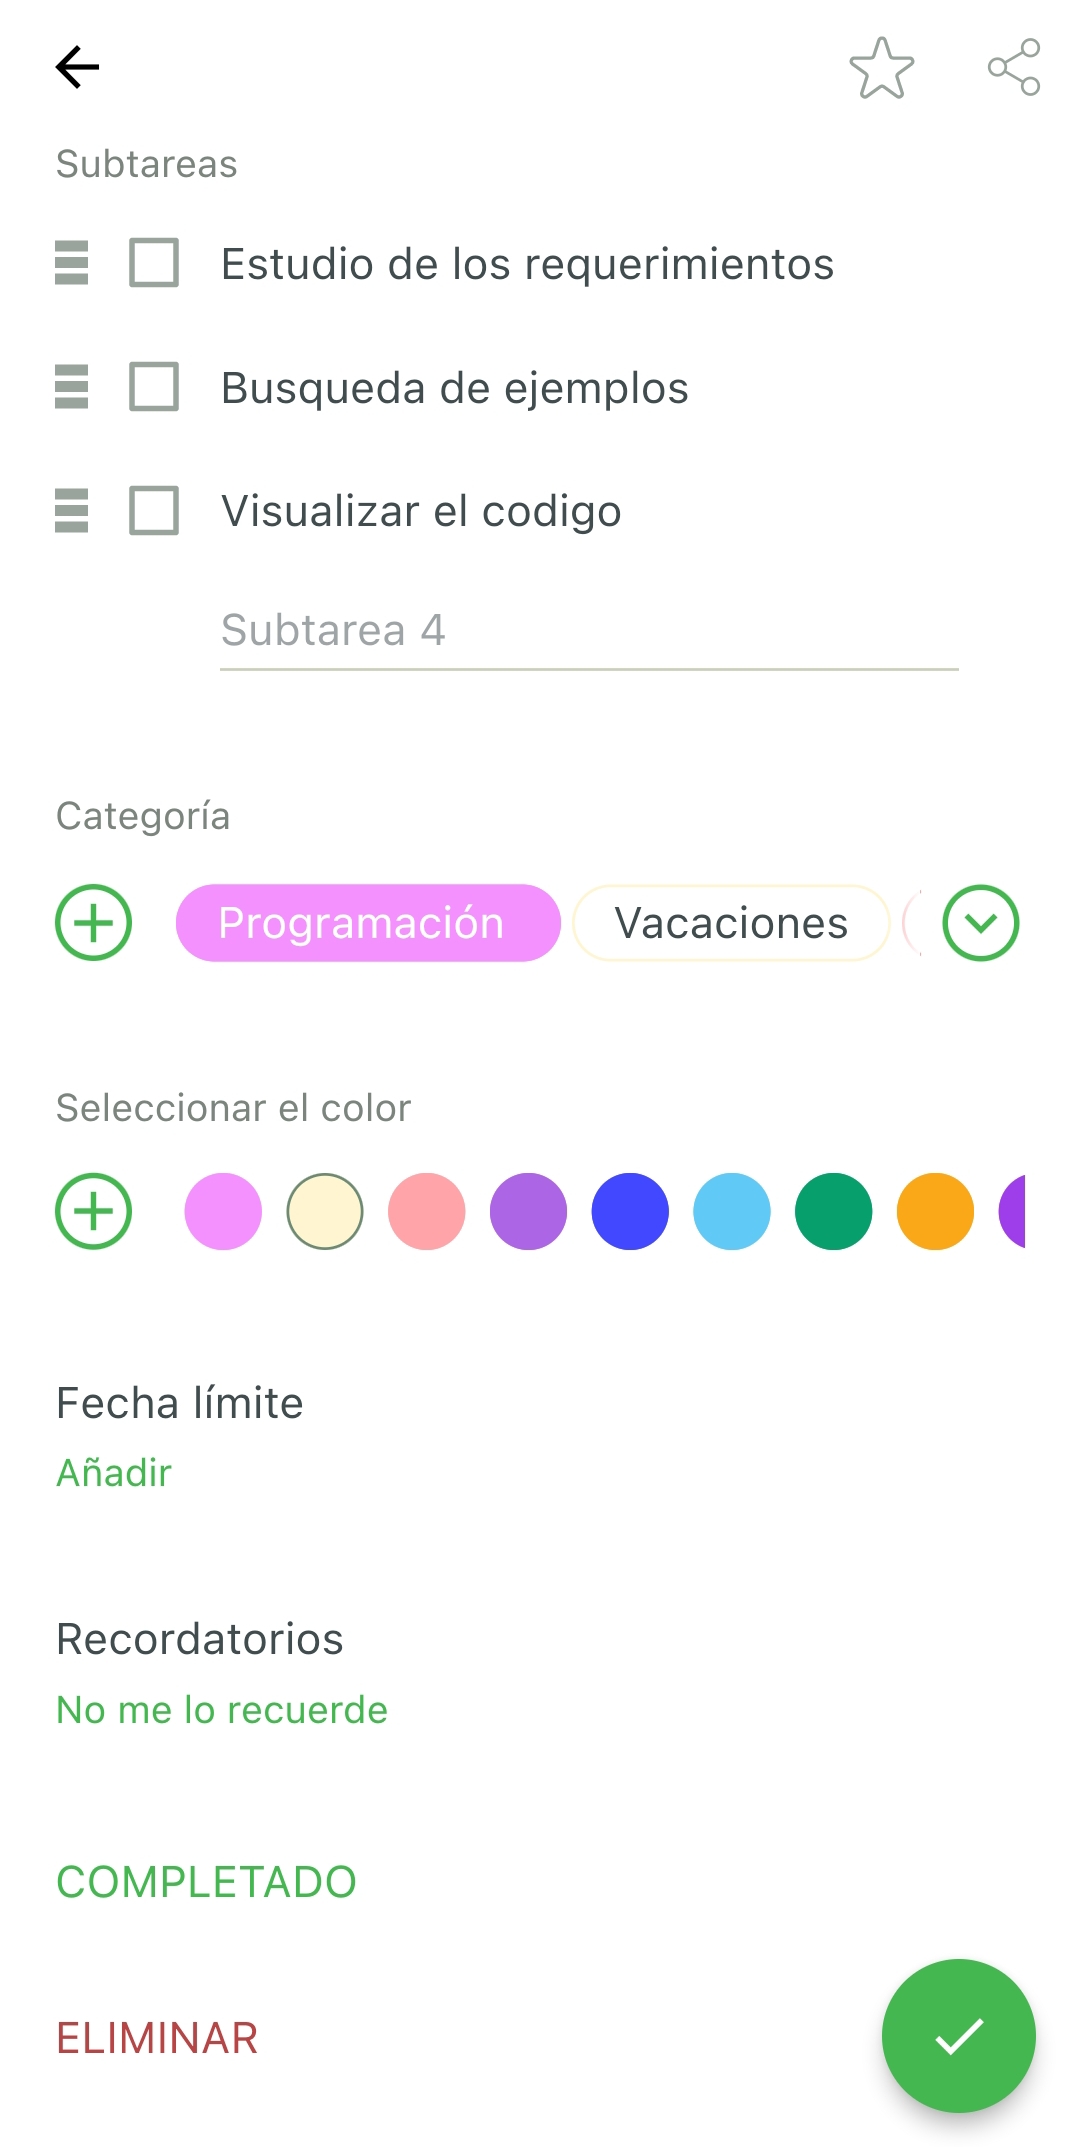 Subtareas
Estudio de los requerimientos
Busqueda de ejemplos
Visualizar el codigo
Subtarea 4
Categoría
Programación Vacaciones
Seleccionar el color
Fecha límite
Añadir
Recordatorios
No me lo recuerde
COMPLETADO
ELIMINAR